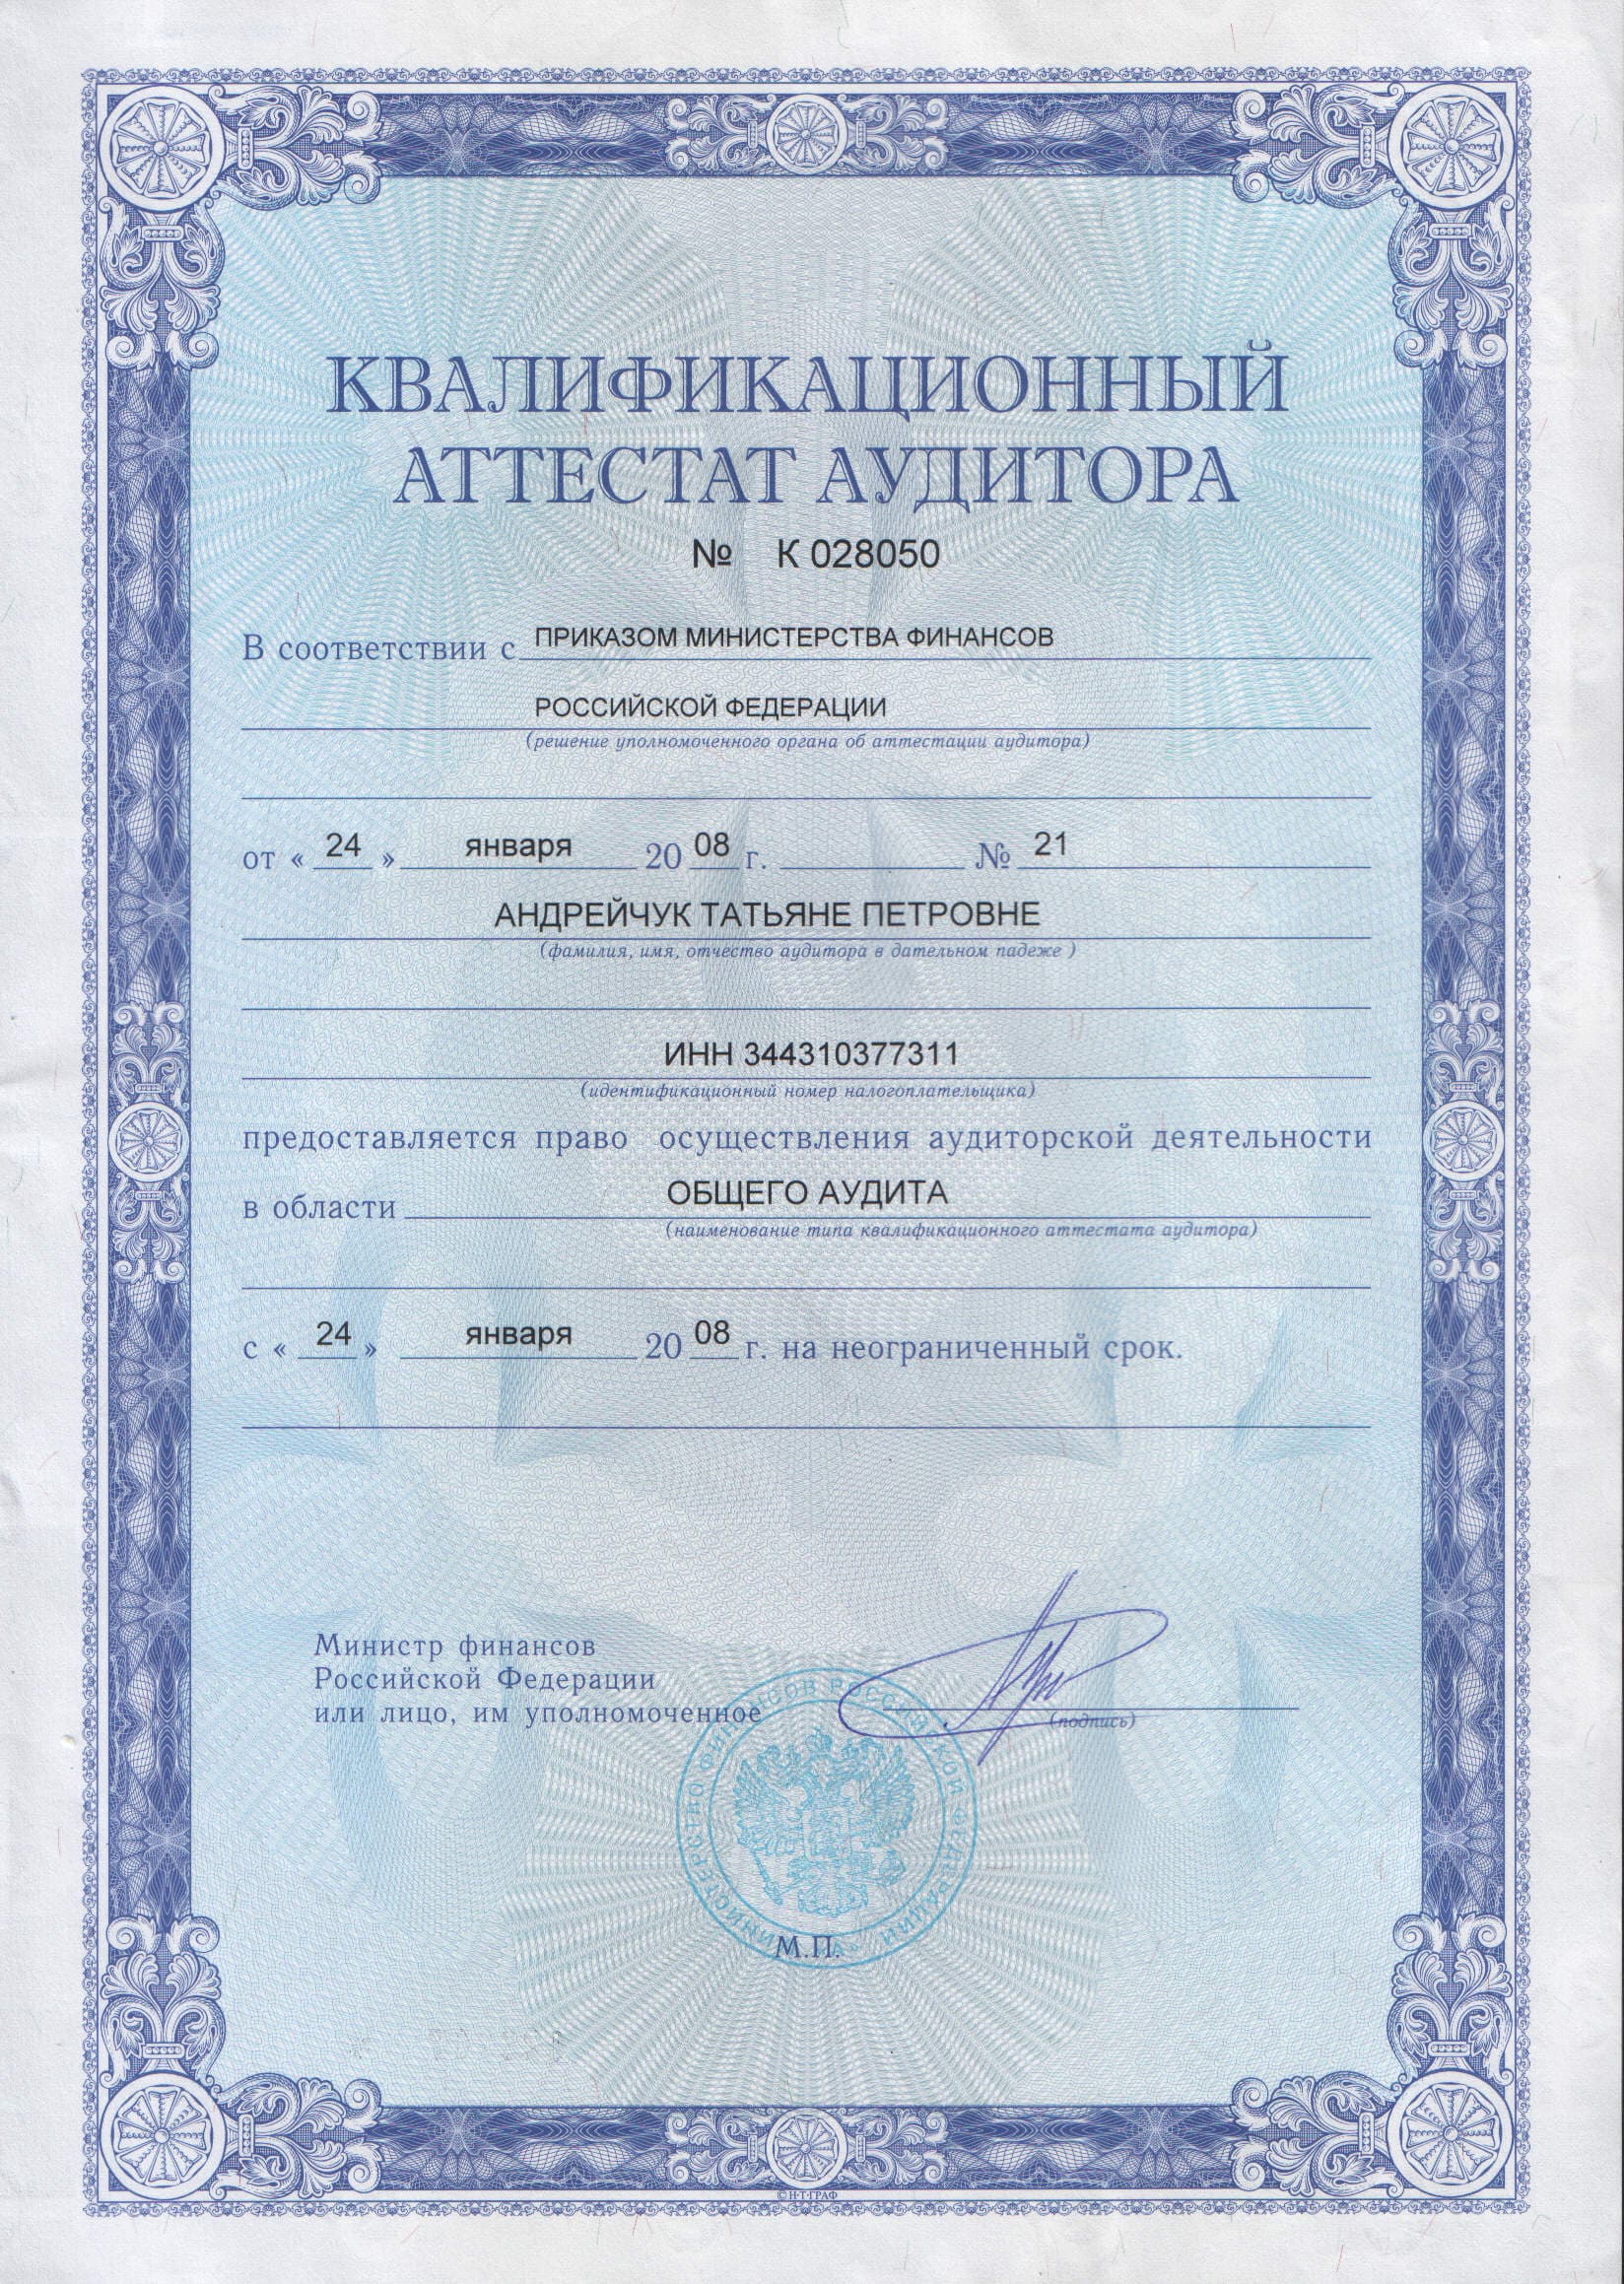 КВАЛИФИКАЦИОННЫЙ
АТТЕСТАТ АУДИТОРА
№ К 028050
В соответствии с ПРИКАЗОМ МИНИСТЕРСТВА ФИНАНСОВ
РОССИЙСКОЙ ФЕДЕРАЦИИ
(решение уполномоченного органа об аттестации аудитора)
от « 24 » января 20 08 г. № 21
АНДРЕЙЧУК ТАТЬЯНЕ ПЕТРОВНЕ
(фамилия, имя, отчество аудитора в дательном падеже )
ИНН 344310377311
(идентификационный номер налогоплательщика)
предоставляется право осуществления аудиторской деятельности
в области ОБЩЕГО АУДИТА
(наименование типа квалификационного аттестата аудитора)
с « 24 » января 20 08 г. на неограниченный срок.
Министр финансов
Российской Федерации
или лицо, им уполномоченное
(подпись)
МИНИСТЕРСТВО ФИНАНСОВ РОССИЙСКОЙ ФЕДЕРАЦИИ
М.П.
© Н·Т·ГРАФ